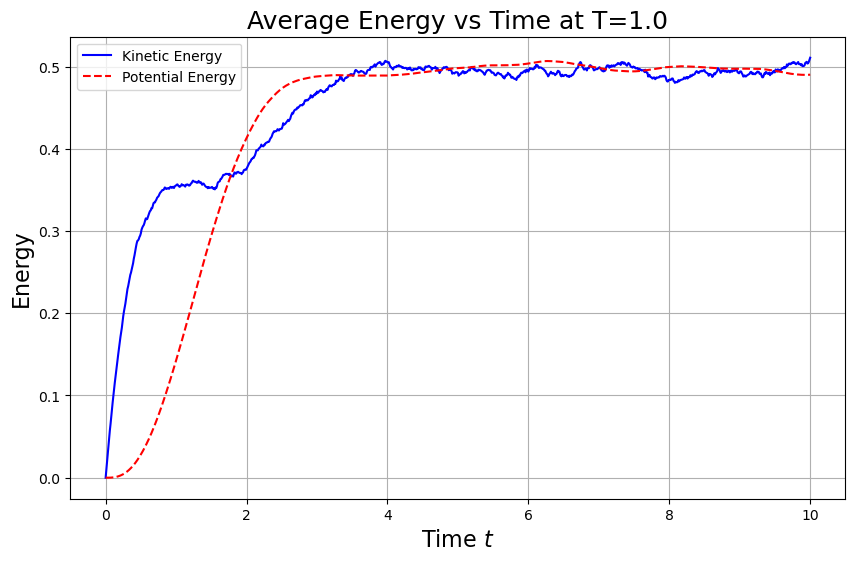 Average Energy vs Time at T=1.0
Kinetic Energy
Potential Energy
Energy
0.5
0.4
0.3
0.2
0.1
0.0
0 2 4 6 8 10
Time t